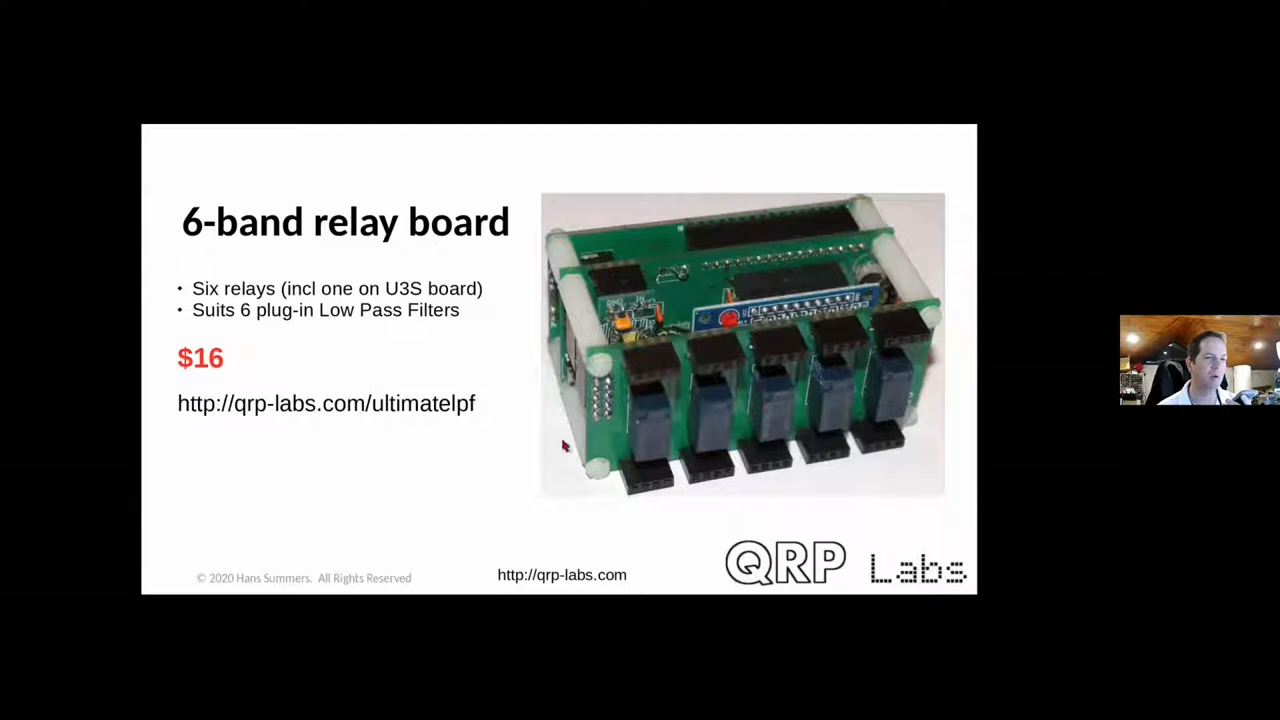 6-band relay board
• Six relays (incl one on U3S board)
• Suits 6 plug-in Low Pass Filters
$16
http://qrp-labs.com/ultimatelpf
© 2020 Hans Summers. All Rights Reserved
http://qrp-labs.com
QRP Labs